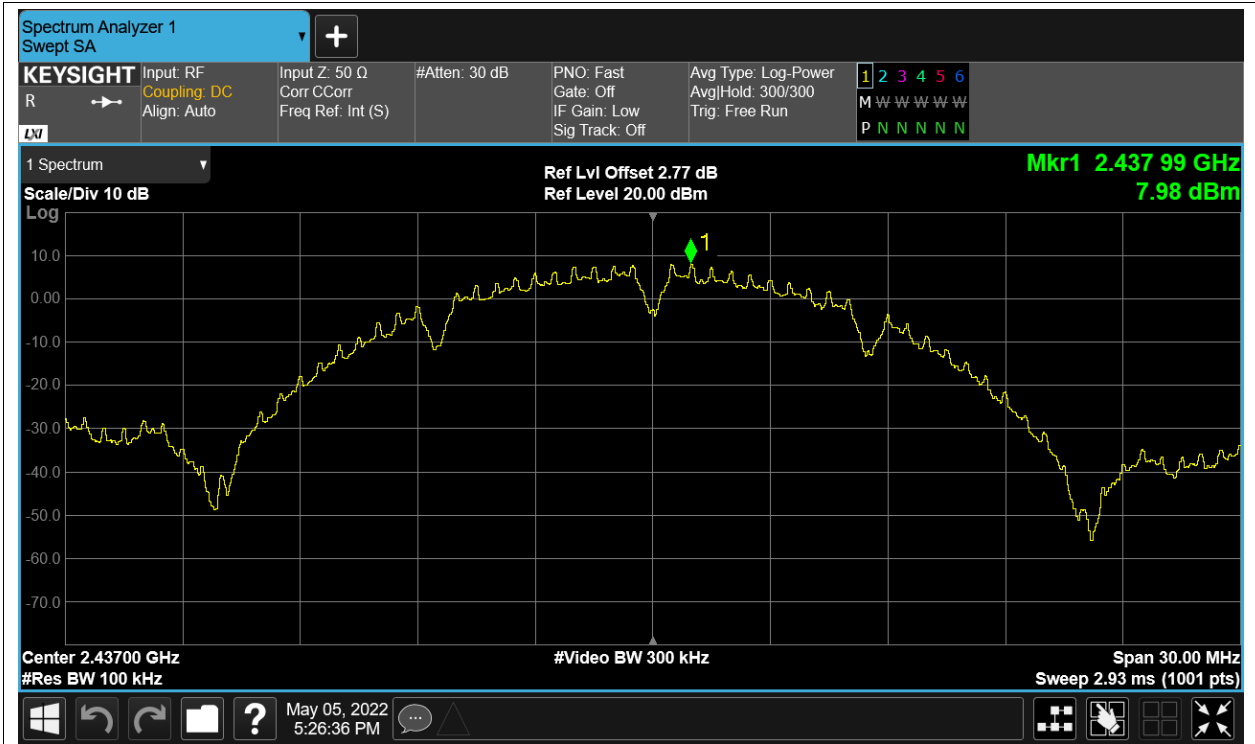 Spectrum Analyzer 1
Swept SA
+
KEYSIGHT
R
LXI
Input: RF
Coupling: DC
Align: Auto
Input Z: 50 Ω
Corr CCorr
Freq Ref: Int (S)
#Atten: 30 dB
PNO: Fast
Gate: Off
IF Gain: Low
Sig Track: Off
Avg Type: Log-Power
Avg|Hold: 300/300
Trig: Free Run
1 2 3 4 5 6
M W W W W W
P N N N N N
1 Spectrum
Scale/Div 10 dB
Log
Ref Lvl Offset 2.77 dB
Ref Level 20.00 dBm
Mkr1 2.437 99 GHz
7.98 dBm
1
10.0
0.00
-10.0
-20.0
-30.0
-40.0
-50.0
-60.0
-70.0
Center 2.43700 GHz
#Res BW 100 kHz
#Video BW 300 kHz
Span 30.00 MHz
Sweep 2.93 ms (1001 pts)
?
May 05, 2022
5:26:36 PM